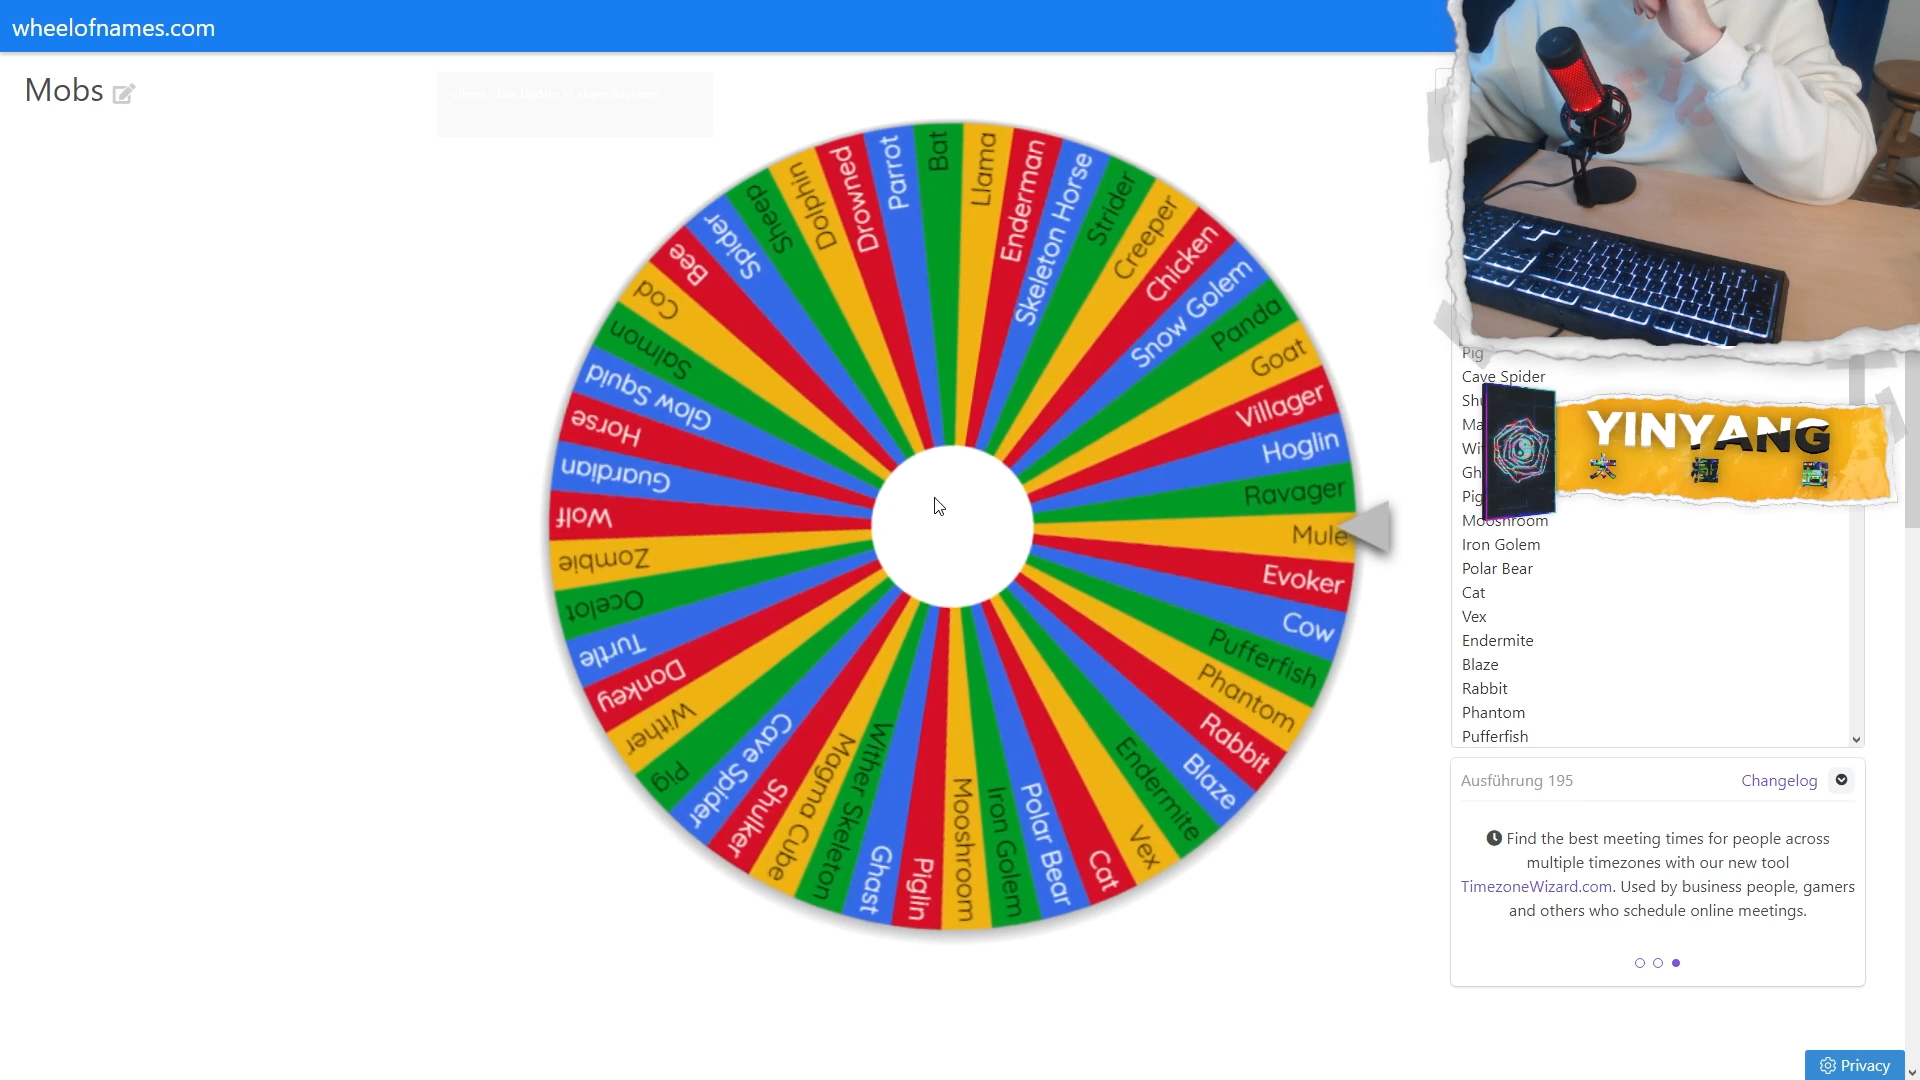 wheelofnames.com
Mobs
Bat
Llama
Enderman
Skeleton Horse
Strider
Creeper
Chicken
Snow Golem
Panda
Goat
Villager
Hoglin
Ravager
Mule
Evoker
Cow
Pufferfish
Phantom
Rabbit
Blaze
Endermite
Vex
Cat
Polar Bear
Iron Golem
Mooshroom
Piglin
Ghast
Wither Skeleton
Magma Cube
Shulker
Cave Spider
Pig
Wither
Donkey
Turtle
Ocelot
Zombie
Wolf
Guardian
Horse
Glow Squid
Salmon
Cod
Bee
Spider
Sheep
Dolphin
Drowned
Parrot
Pig
Cave Spider
YINYANG
Mooshroom
Iron Golem
Polar Bear
Cat
Vex
Endermite
Blaze
Rabbit
Phantom
Pufferfish
Ausführung 195 Changelog
Find the best meeting times for people across
multiple timezones with our new tool
TimezoneWizard.com. Used by business people, gamers
and others who schedule online meetings.
Privacy